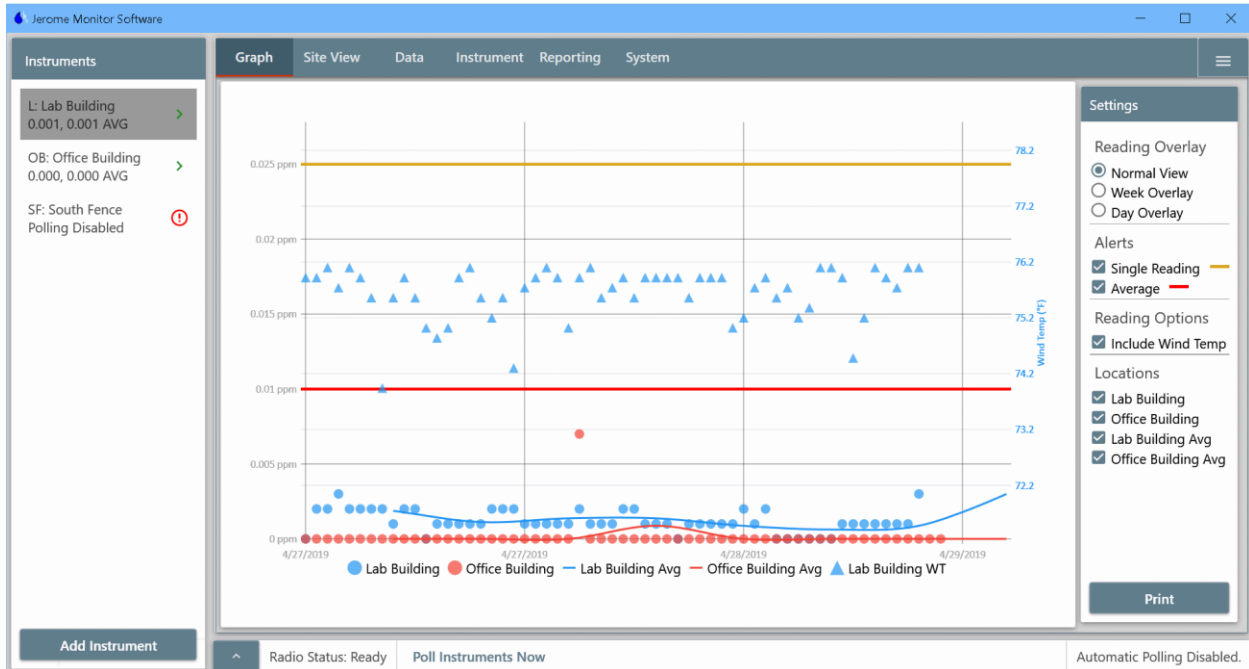 Jerome Monitor Software
Instruments
L: Lab Building
0.001, 0.001 AVG
OB: Office Building
0.000, 0.000 AVG
SF: South Fence
Polling Disabled
Add Instrument
Graph Site View Data Instrument Reporting System
0.025 ppm
0.02 ppm
0.015 ppm
0.01 ppm
0.005 ppm
0 ppm
78.2
77.2
76.2
75.2
74.2
73.2
72.2
Wind Temp (°F)
4/27/2019 4/27/2019 4/28/2019 4/29/2019
Lab Building Office Building Lab Building Avg Office Building Avg Lab Building WT
Settings
Reading Overlay
Normal View
Week Overlay
Day Overlay
Alerts
Single Reading
Average
Reading Options
Include Wind Temp
Locations
Lab Building
Office Building
Lab Building Avg
Office Building Avg
Print
Radio Status: Ready Poll Instruments Now Automatic Polling Disabled.